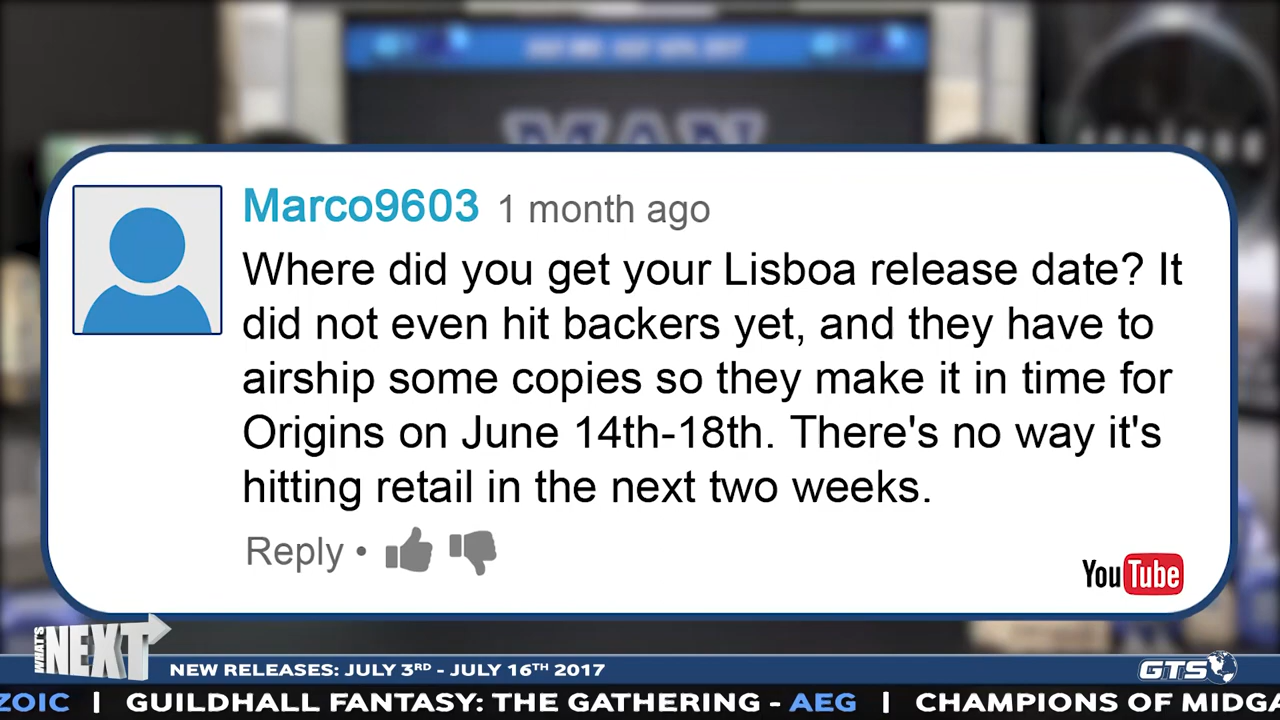 MAN
Marco9603 1 month ago
Where did you get your Lisboa release date? It
did not even hit backers yet, and they have to
airship some copies so they make it in time for
Origins on June 14th-18th. There's no way it's
hitting retail in the next two weeks.
Reply •
YouTube
WHAT'S NEXT
NEW RELEASES: JULY 3RD - JULY 16TH 2017
GTS
ZOIC | GUILDHALL FANTASY: THE GATHERING - AEG | CHAMPIONS OF MIDGA